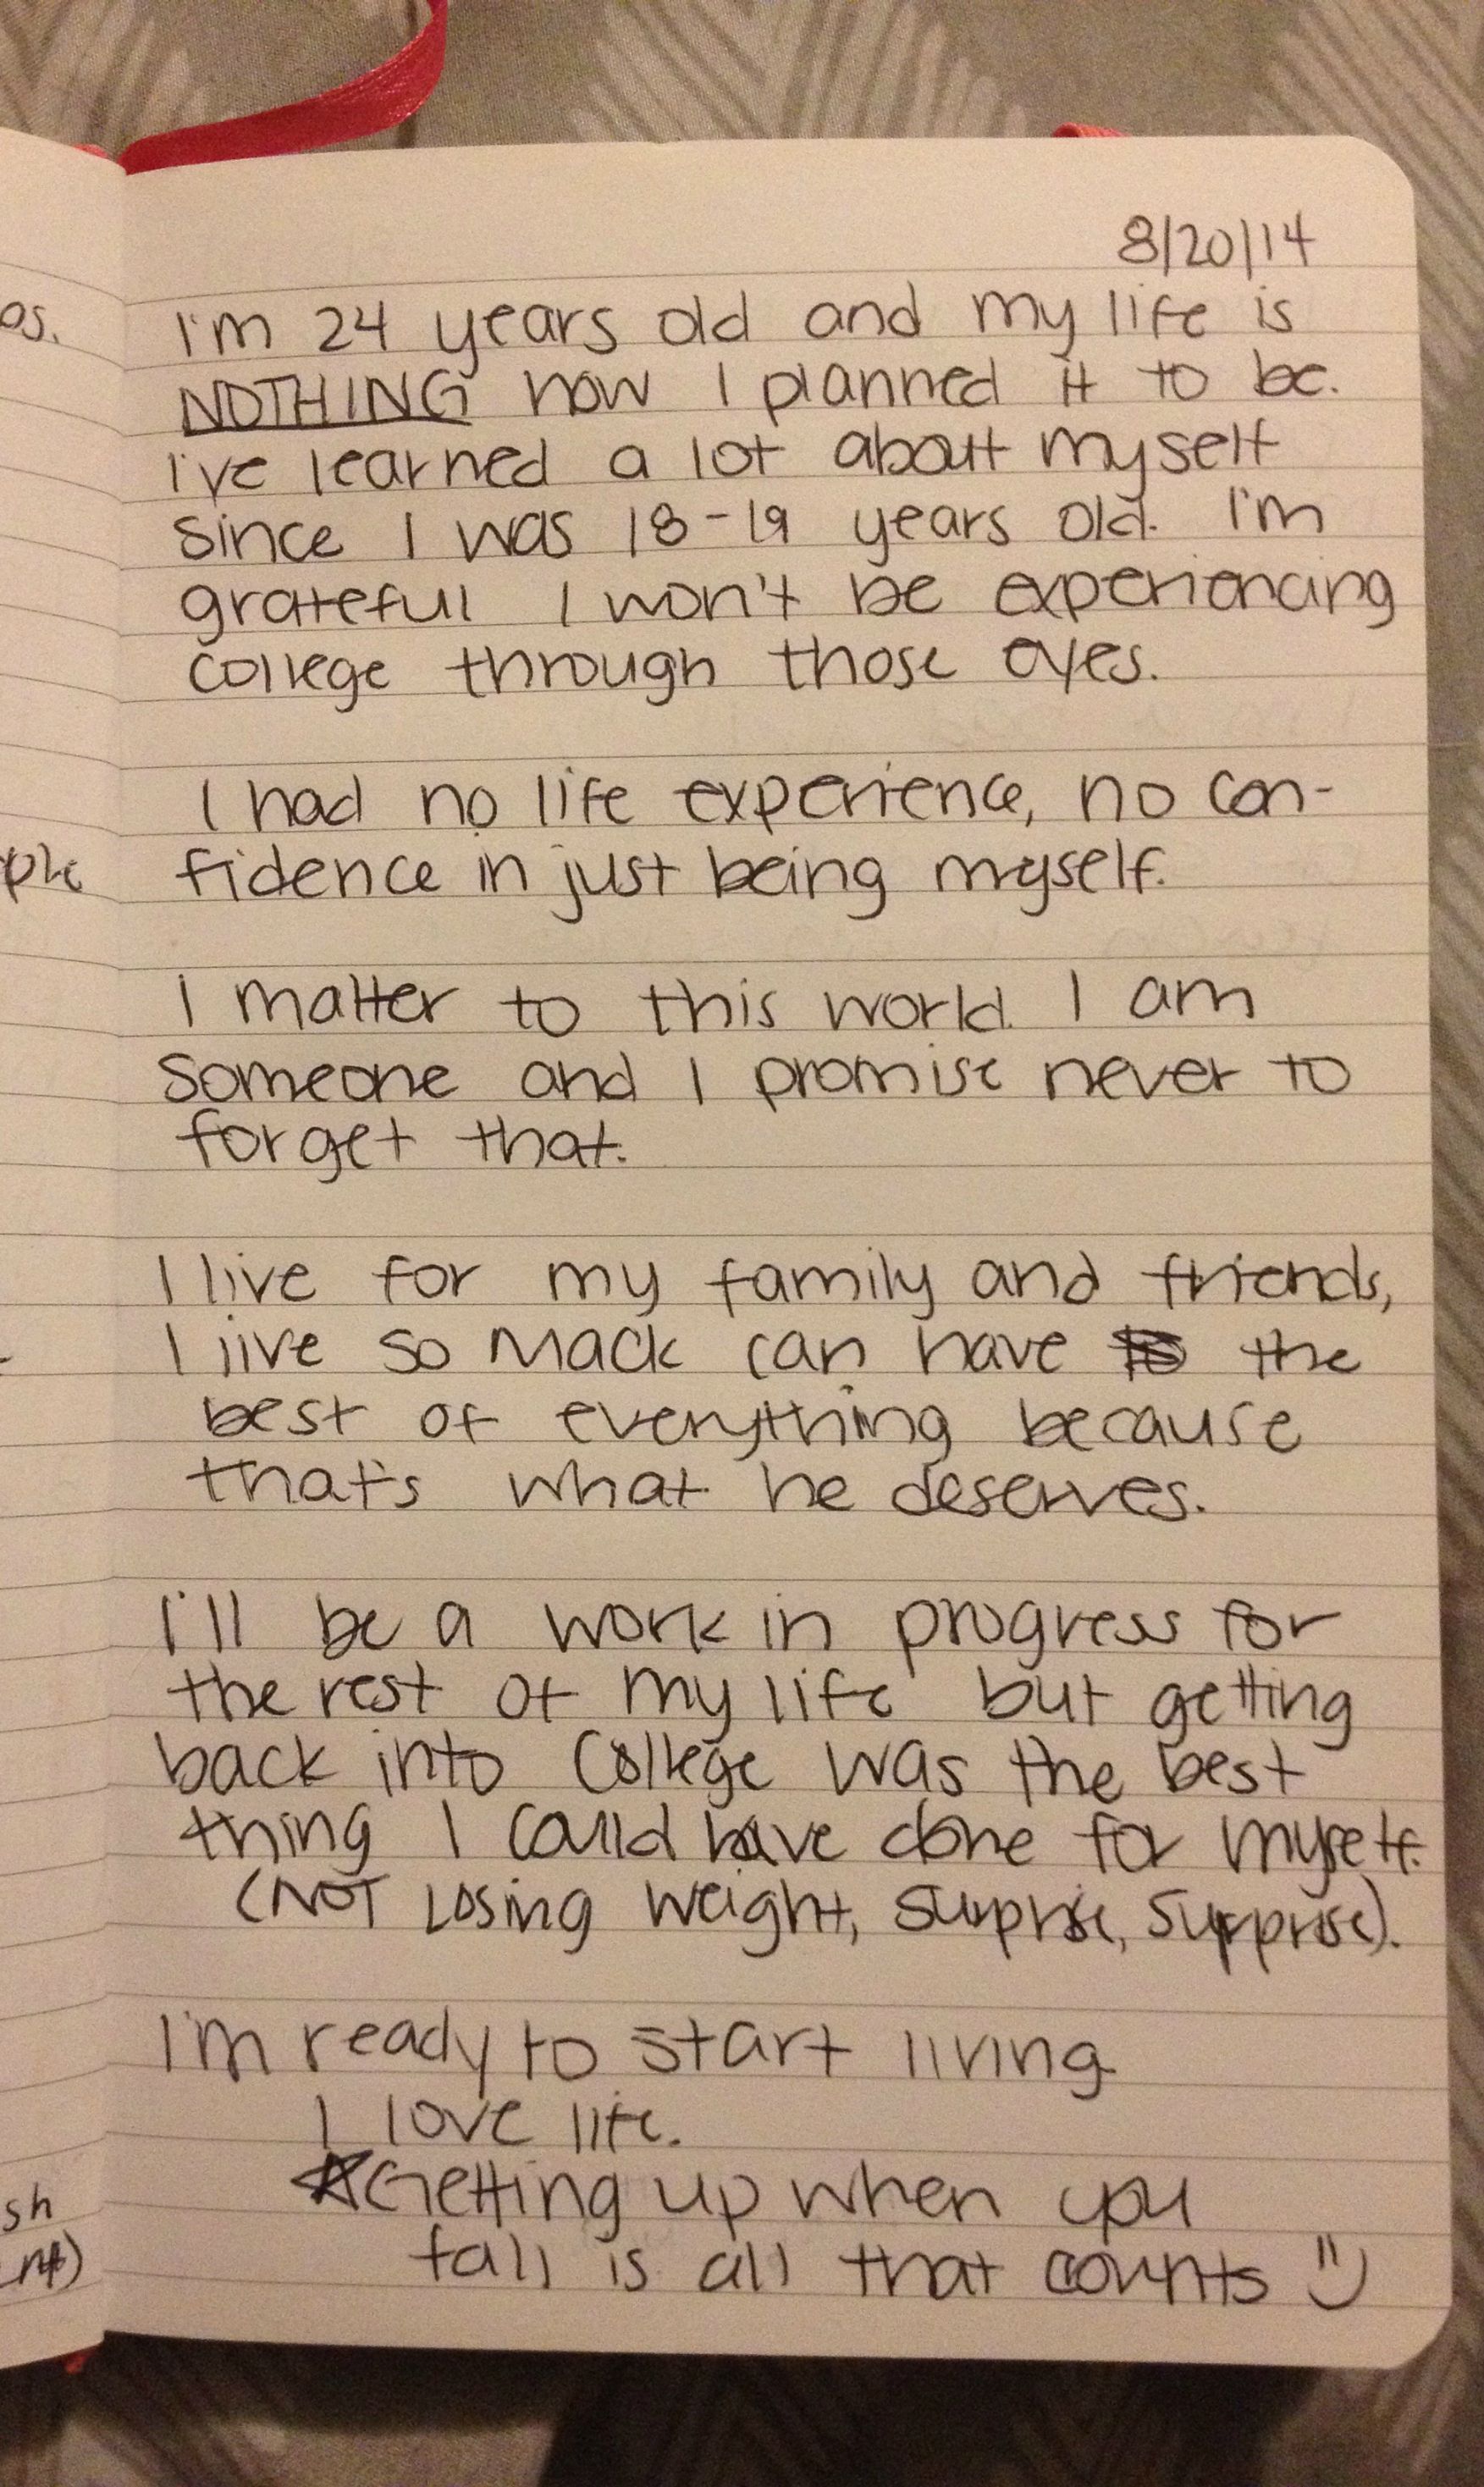 8/20/14
I'm 24 years old and my life is
NOTHING how I planned it to be.
I've learned a lot about myself
since I was 18-19 years old. I'm
grateful I won't be experiencing
college through those eyes.
I had no life experience, no con-
fidence in just being myself.
I matter to this world. I am
someone and I promise never to
forget that.
I live for my family and friends,
I live so Mack can have the
best of everything because
that's what he deserves.
I'll be a work in progress for
the rest of my life but getting
back into college was the best
thing I could have done for myself.
(NOT Losing weight, surprise, surprise).
I'm ready to start living
I love life.
☆Getting up when you
fall is all that counts ")
os.
ple
sh